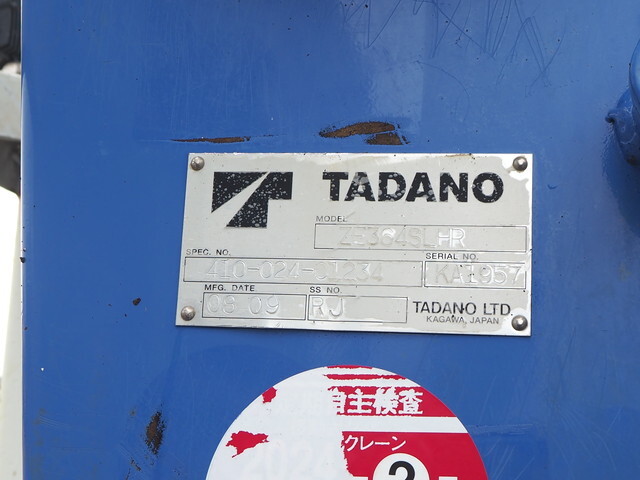 TADANO
MODEL
ZE364SLHR
SPEC. NO.
410-024-01234
SERIAL NO.
KA1957
MFG. DATE
08 09
SS NO.
RJ
TADANO LTD.
KAGAWA, JAPAN
自主検査
クレーン
2